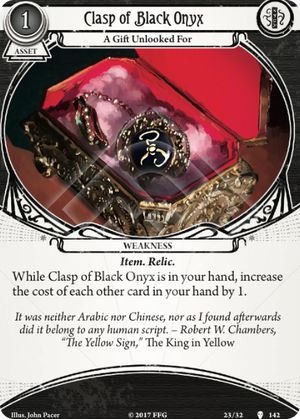 1
Clasp of Black Onyx
A Gift Unlooked For
ASSET
WEAKNESS
Item. Relic.
While Clasp of Black Onyx is in your hand, increase
the cost of each other card in your hand by 1.
It was neither Arabic nor Chinese, nor as I found afterwards
did it belong to any human script. – Robert W. Chambers,
“The Yellow Sign,” The King in Yellow
Illus. John Pacer
© 2017 FFG
23/32
142